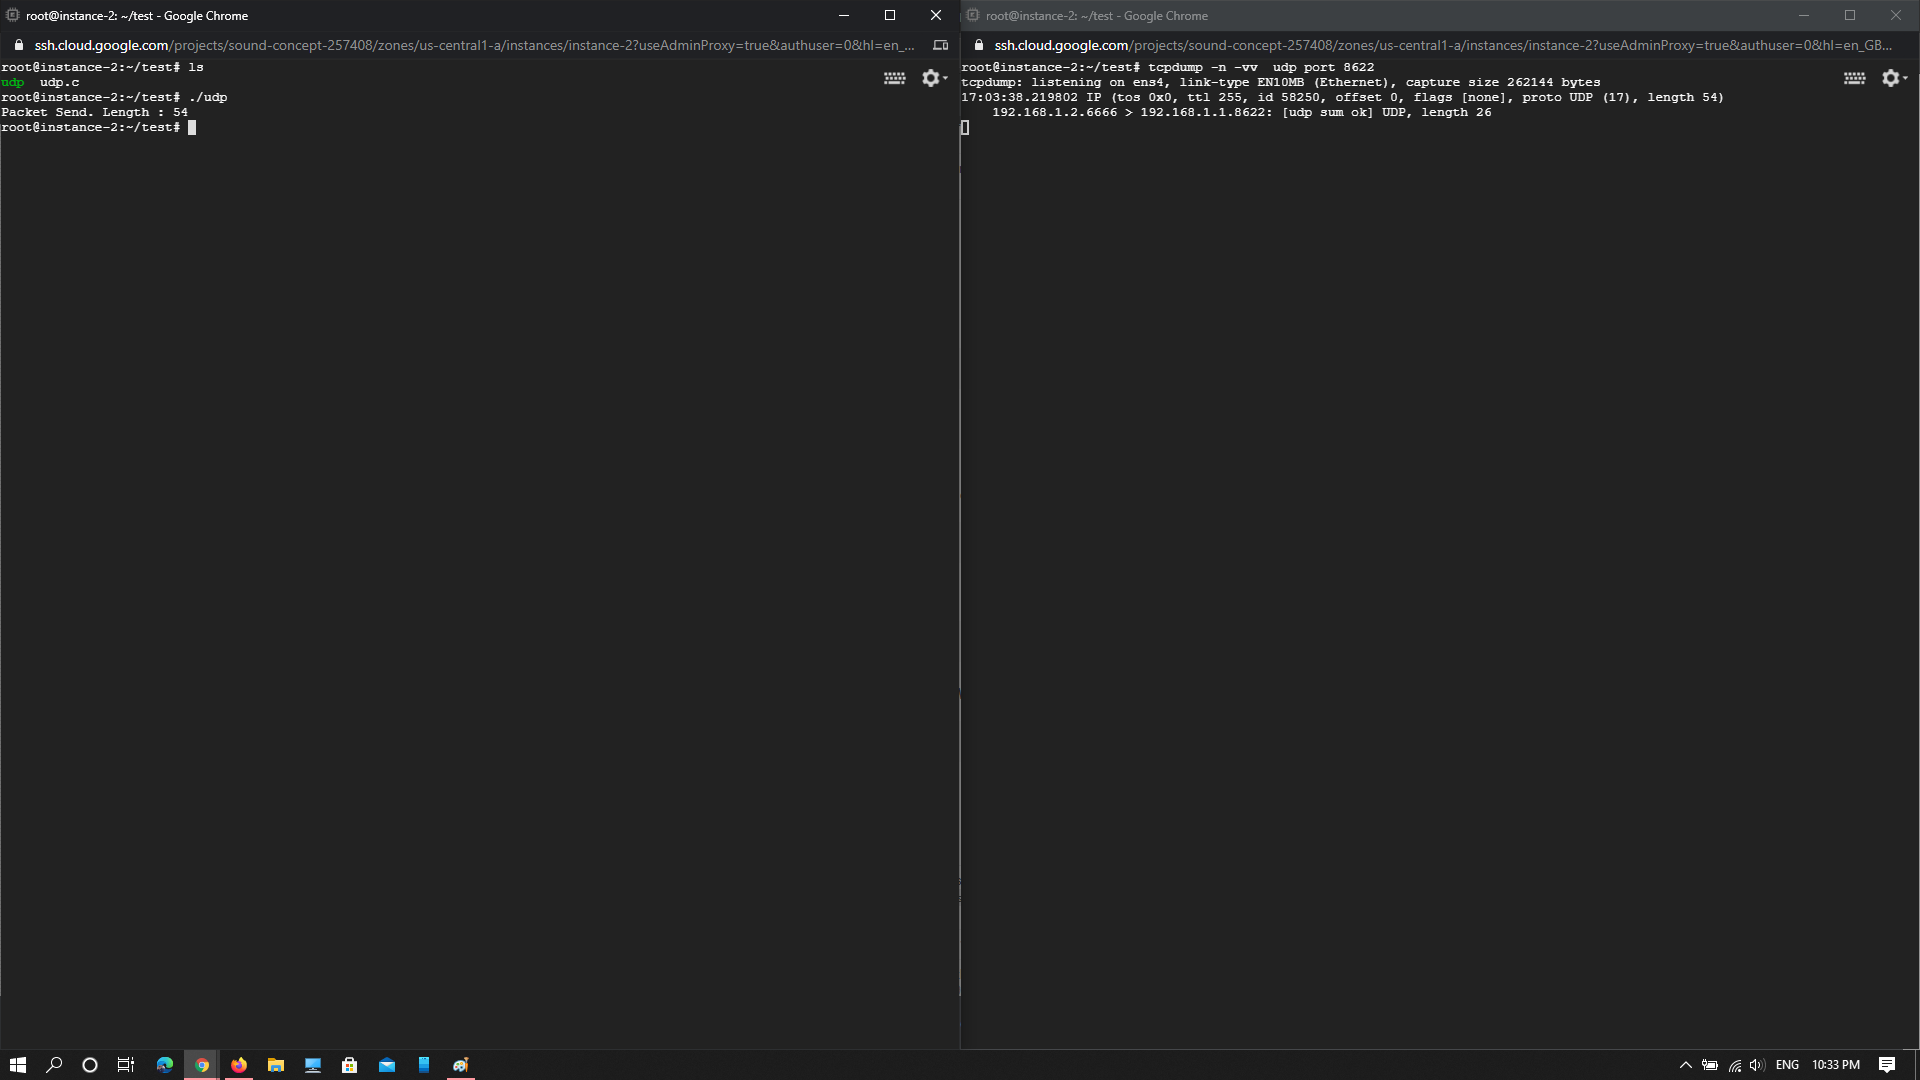 root@instance-2: ~/test - Google Chrome
ssh.cloud.google.com/projects/sound-concept-257408/zones/us-central1-a/instances/instance-2?useAdminProxy=true&authuser=0&hl=en_...
root@instance-2:~/test# ls
udp  udp.c
root@instance-2:~/test# ./udp
Packet Send. Length : 54
root@instance-2:~/test#
root@instance-2: ~/test - Google Chrome
ssh.cloud.google.com/projects/sound-concept-257408/zones/us-central1-a/instances/instance-2?useAdminProxy=true&authuser=0&hl=en_GB...
root@instance-2:~/test# tcpdump -n -vv  udp port 8622
tcpdump: listening on ens4, link-type EN10MB (Ethernet), capture size 262144 bytes
17:03:38.219802 IP (tos 0x0, ttl 255, id 58250, offset 0, flags [none], proto UDP (17), length 54)
    192.168.1.2.6666 > 192.168.1.1.8622: [udp sum ok] UDP, length 26
ENG
10:33 PM